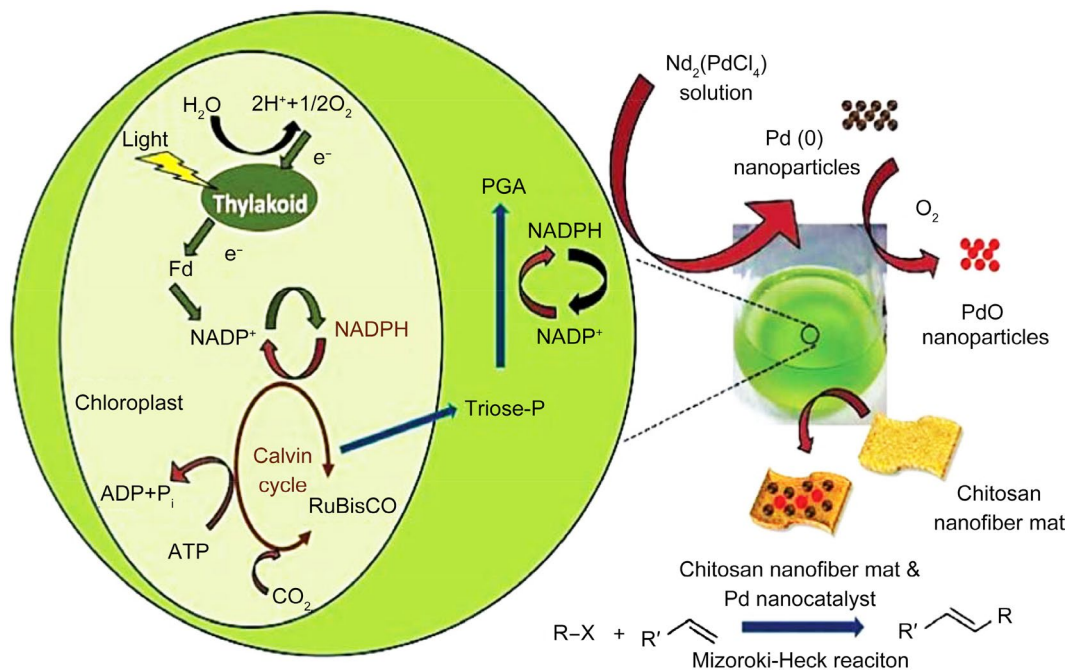 H₂O
2H⁺+1/2O₂
Light
e⁻
Thylakoid
e⁻
Fd
NADP⁺
NADPH
Chloroplast
Calvin
cycle
ADP+Pᵢ
RuBisCO
ATP
CO₂
PGA
NADPH
NADP⁺
Triose-P
Nd₂(PdCl₄)
solution
Pd (0)
nanoparticles
O₂
PdO
nanoparticles
Chitosan
nanofiber mat
Chitosan nanofiber mat &
Pd nanocatalyst
R–X + R′
R′ R
Mizoroki-Heck reaciton